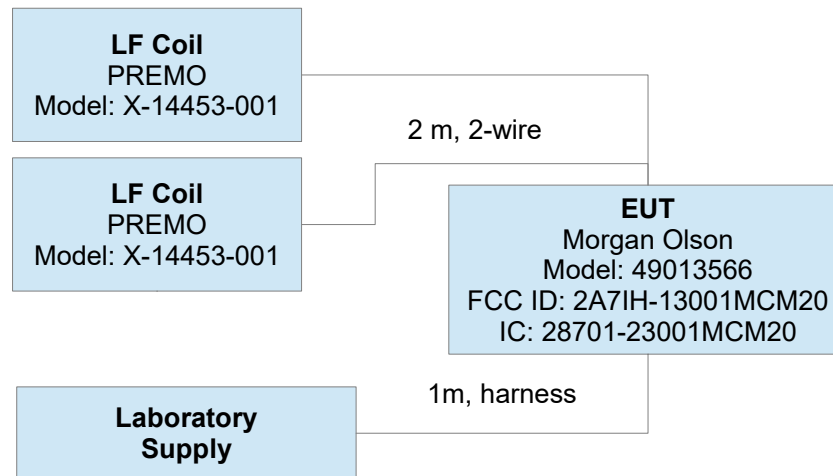 LF Coil
PREMO
Model: X-14453-001
2 m, 2-wire
LF Coil
PREMO
Model: X-14453-001
EUT
Morgan Olson
Model: 49013566
FCC ID: 2A7IH-13001MCM20
IC: 28701-23001MCM20
1m, harness
Laboratory
Supply